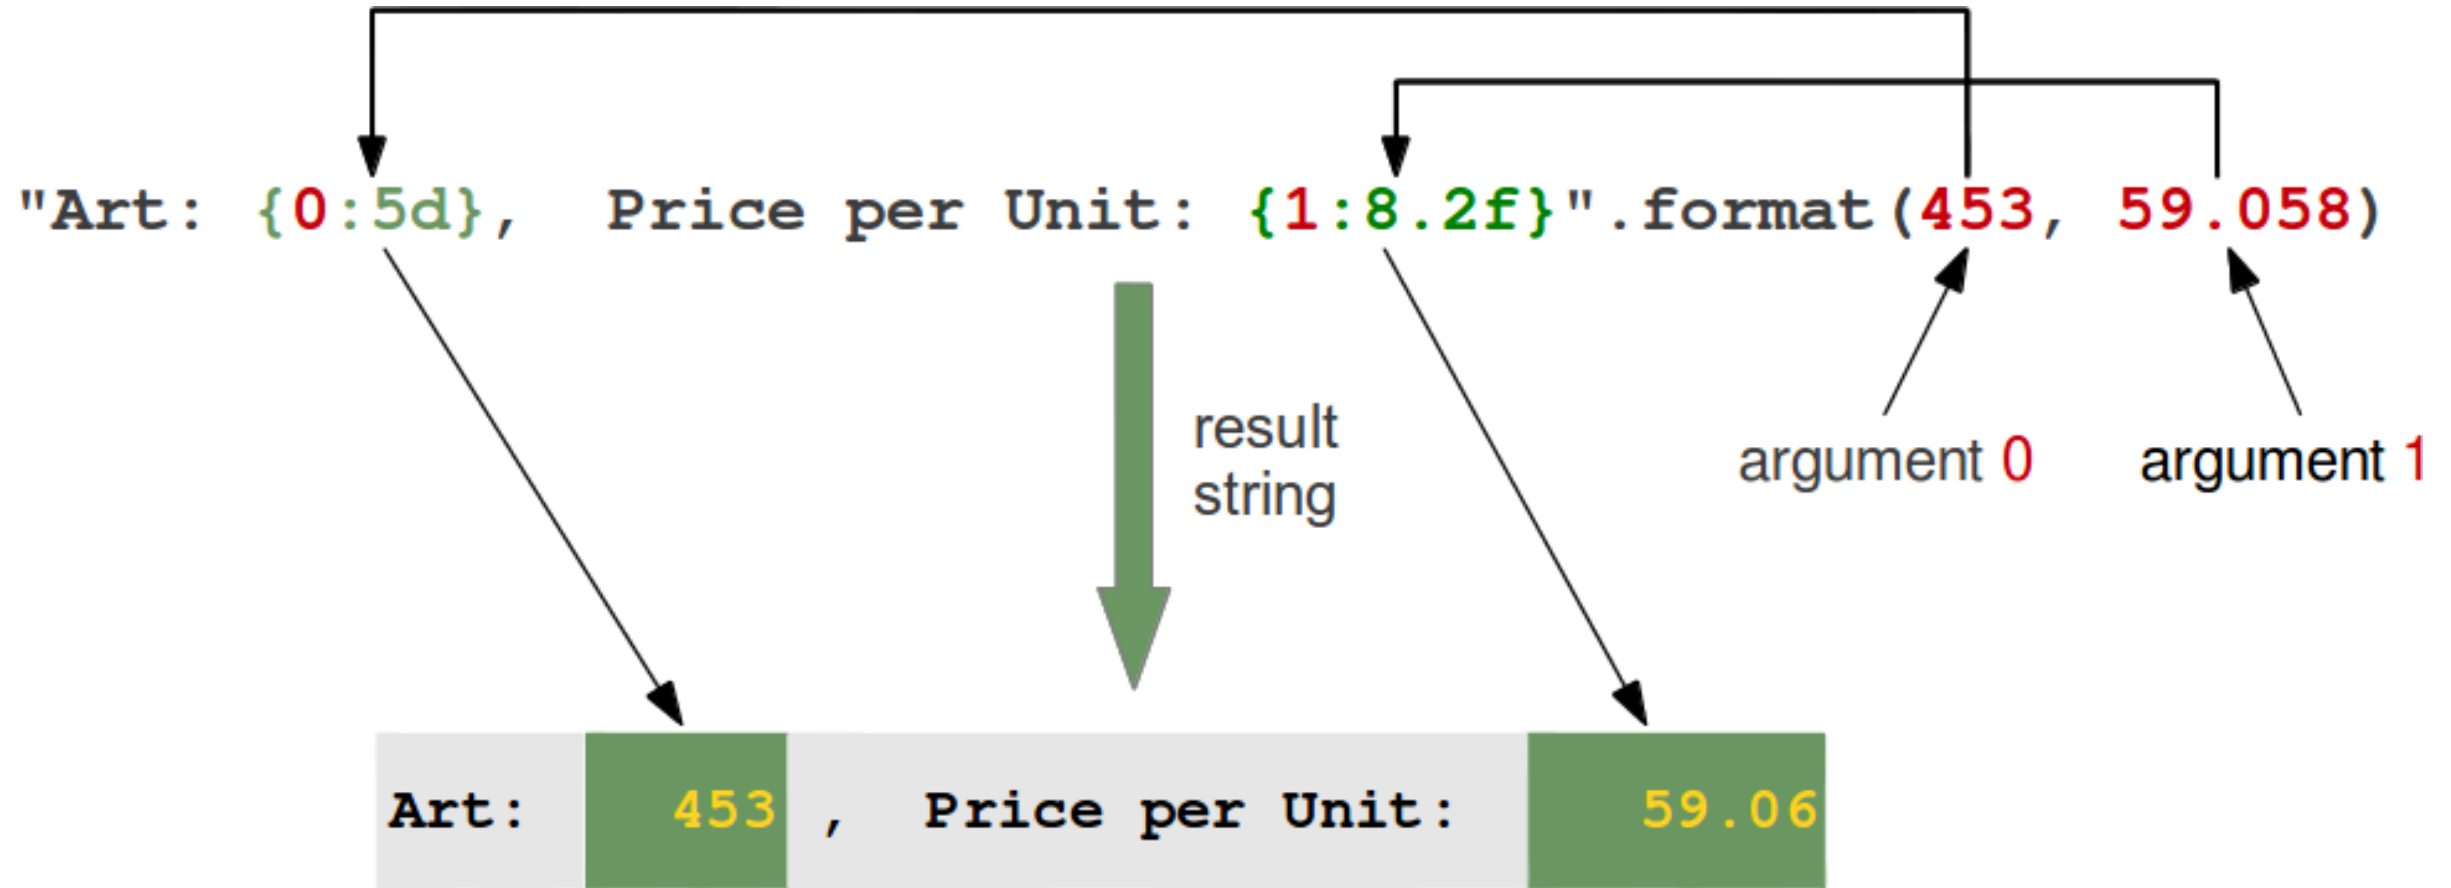 "Art: {0:5d},  Price per Unit: {1:8.2f}".format(453, 59.058)
result
string
argument 0 argument 1
Art:   453 ,  Price per Unit:    59.06